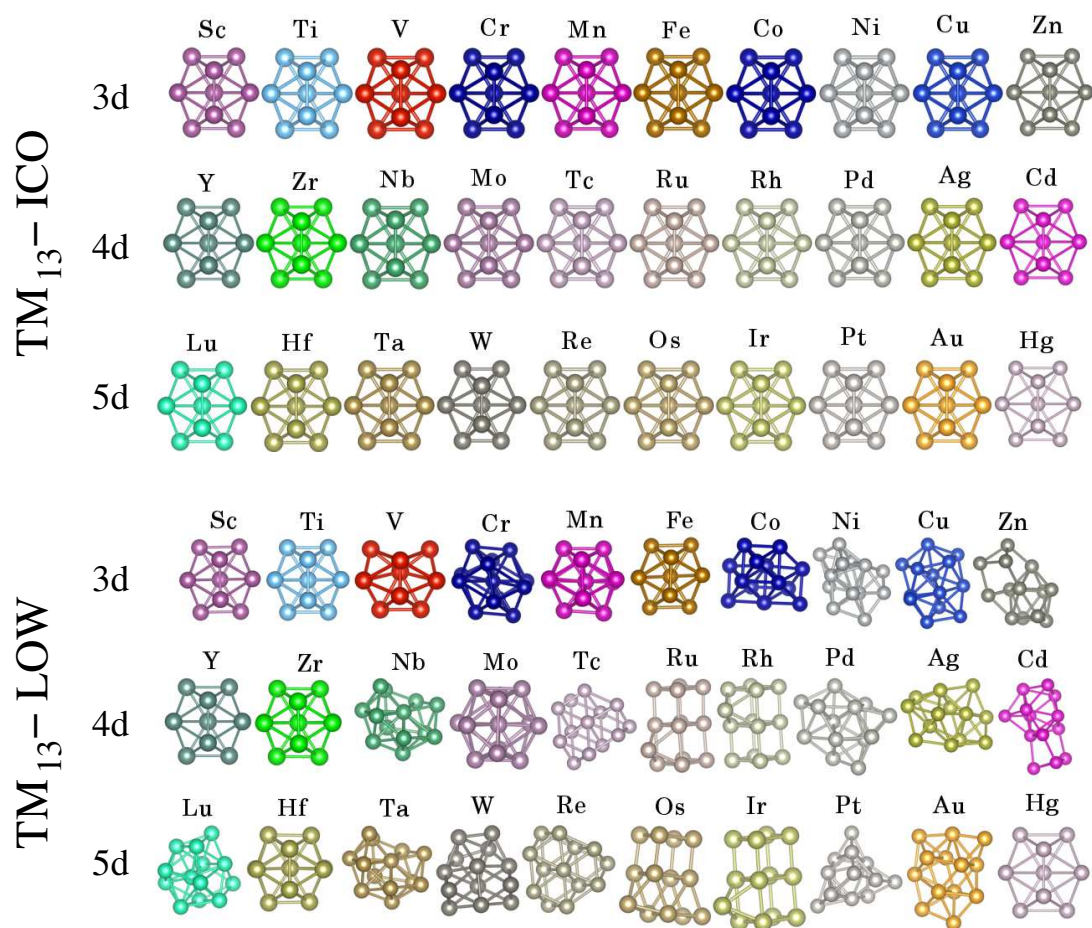 Sc Ti V Cr Mn Fe Co Ni Cu Zn
3d
Y Zr Nb Mo Tc Ru Rh Pd Ag Cd
4d
Lu Hf Ta W Re Os Ir Pt Au Hg
5d
TM13– ICO
Sc Ti V Cr Mn Fe Co Ni Cu Zn
3d
Y Zr Nb Mo Tc Ru Rh Pd Ag Cd
4d
Lu Hf Ta W Re Os Ir Pt Au Hg
5d
TM13– LOW